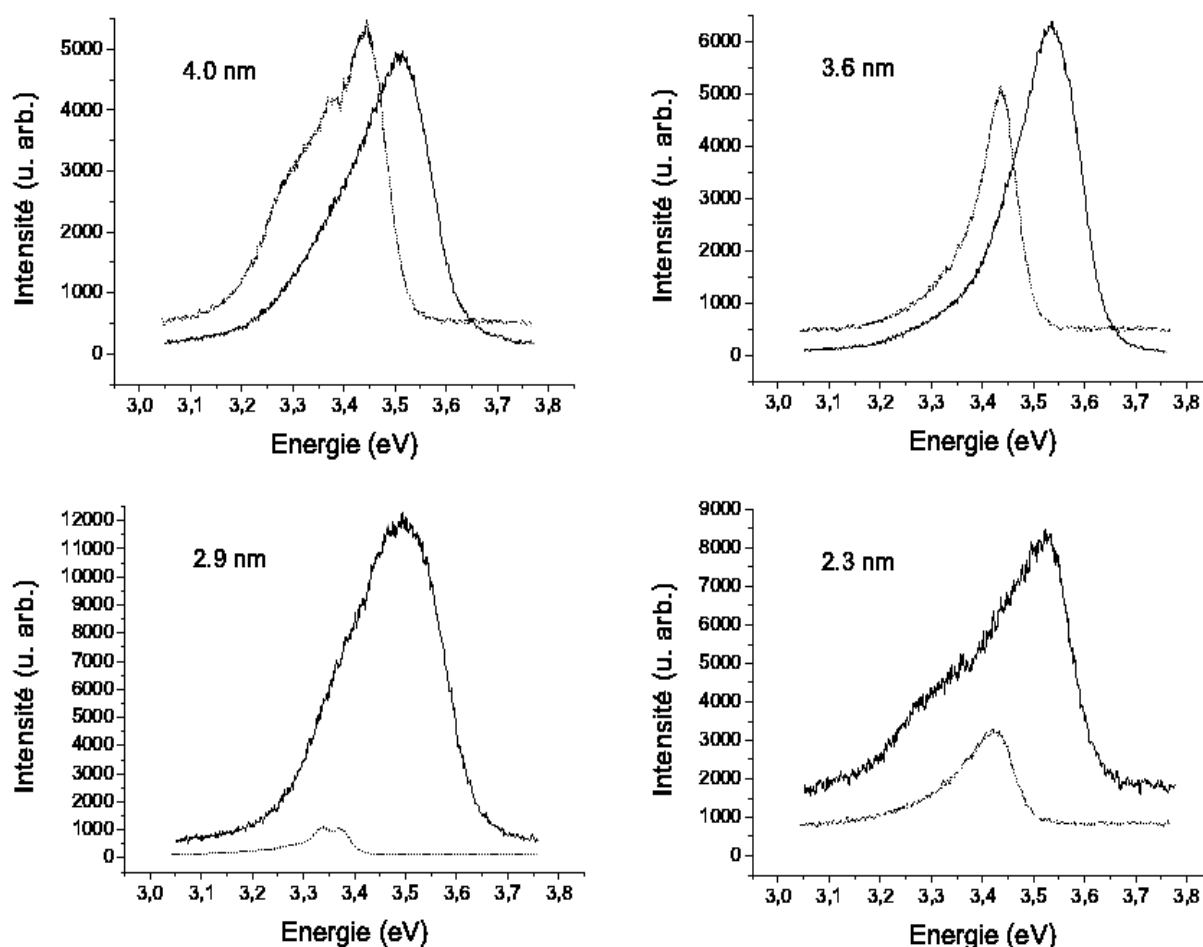 4.0 nm
Intensité (u. arb.)
5000
4000
3000
2000
1000
0
3,0 3,1 3,2 3,3 3,4 3,5 3,6 3,7 3,8
Energie (eV)
3.6 nm
Intensité (u. arb.)
6000
5000
4000
3000
2000
1000
0
3,0 3,1 3,2 3,3 3,4 3,5 3,6 3,7 3,8
Energie (eV)
2.9 nm
Intensité (u. arb.)
12000
11000
10000
9000
8000
7000
6000
5000
4000
3000
2000
1000
0
3,0 3,1 3,2 3,3 3,4 3,5 3,6 3,7 3,8
Energie (eV)
2.3 nm
Intensité (u. arb.)
9000
8000
7000
6000
5000
4000
3000
2000
1000
0
3,0 3,1 3,2 3,3 3,4 3,5 3,6 3,7 3,8
Energie (eV)